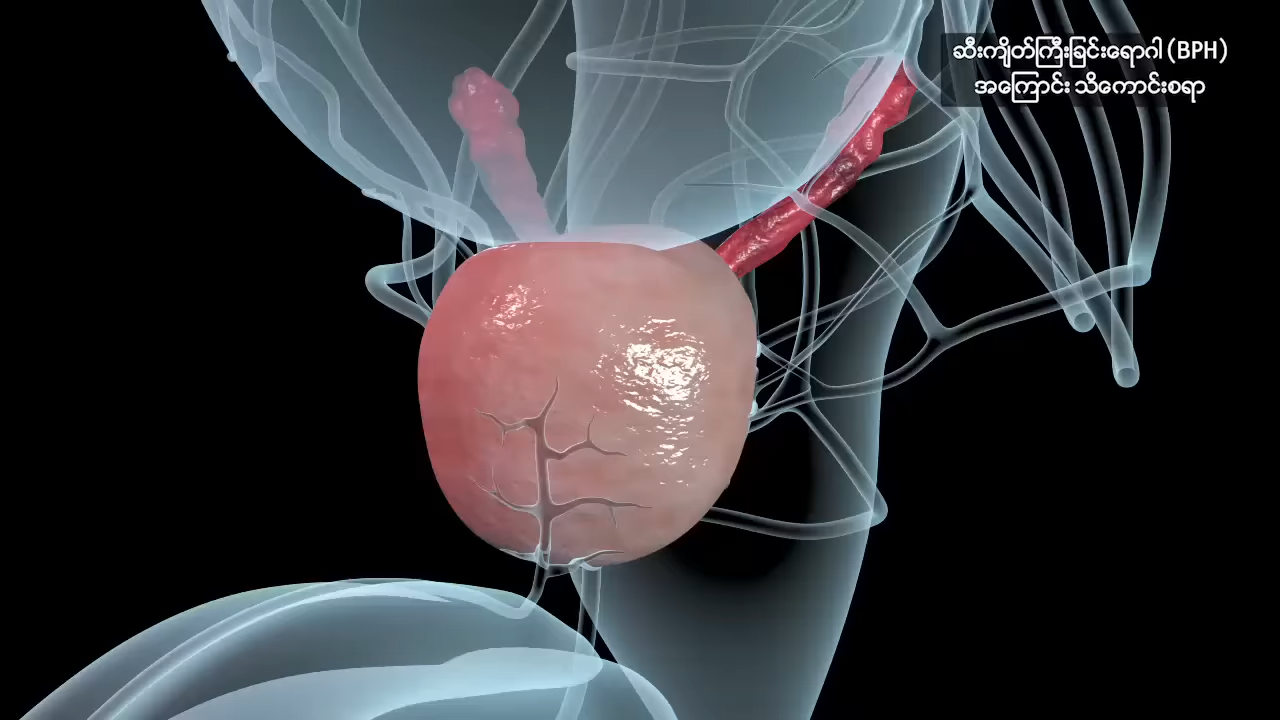 ဆီးကျိတ်ကြီးခြင်းရောဂါ (BPH)
အကြောင်း သိကောင်းစရာ